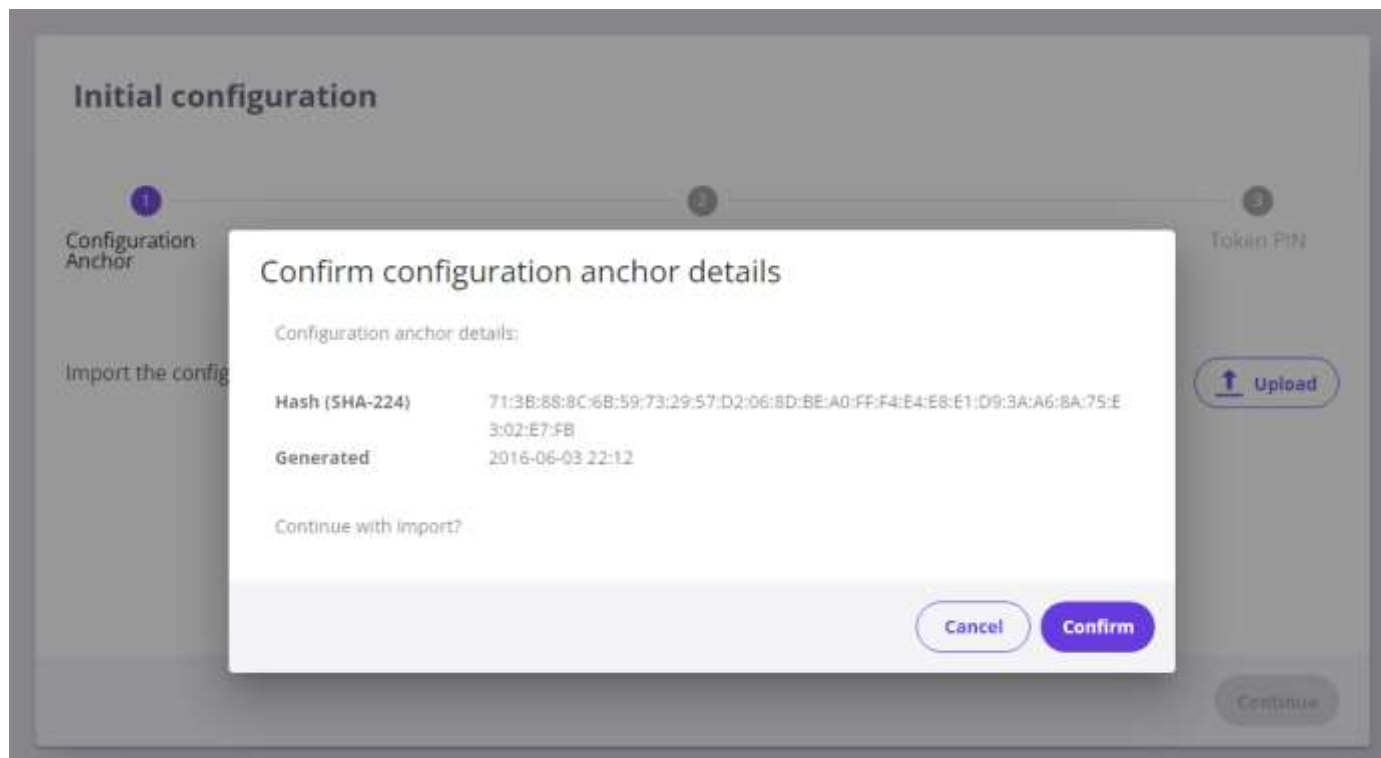 Initial configuration
1
2
3
Configuration
Anchor
Token PIN
Confirm configuration anchor details
Configuration anchor details:
Import the config
Upload
Hash (SHA-224)
71:3B:88:8C:6B:59:73:29:57:D2:06:8D:BE:A0:FF:F4:E4:E8:E1:D9:3A:A6:8A:75:E
3:02:E7:FB
Generated
2016-06-03 22:12
Continue with import?
Cancel
Confirm
Continue